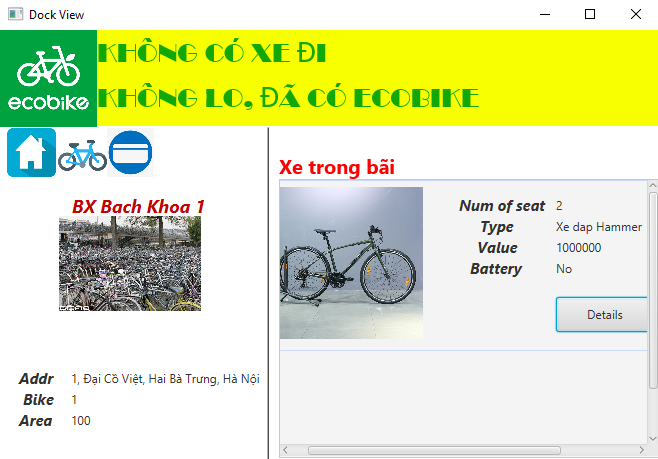 Dock View
ecobike
KHÔNG CÓ XE ĐI
KHÔNG LO, ĐÃ CÓ ECOBIKE
BX Bach Khoa 1
Addr 1, Đại Cồ Việt, Hai Bà Trưng, Hà Nội
Bike 1
Area 100
Xe trong bãi
Num of seat 2
Type Xe dap Hammer
Value 1000000
Battery No
Details